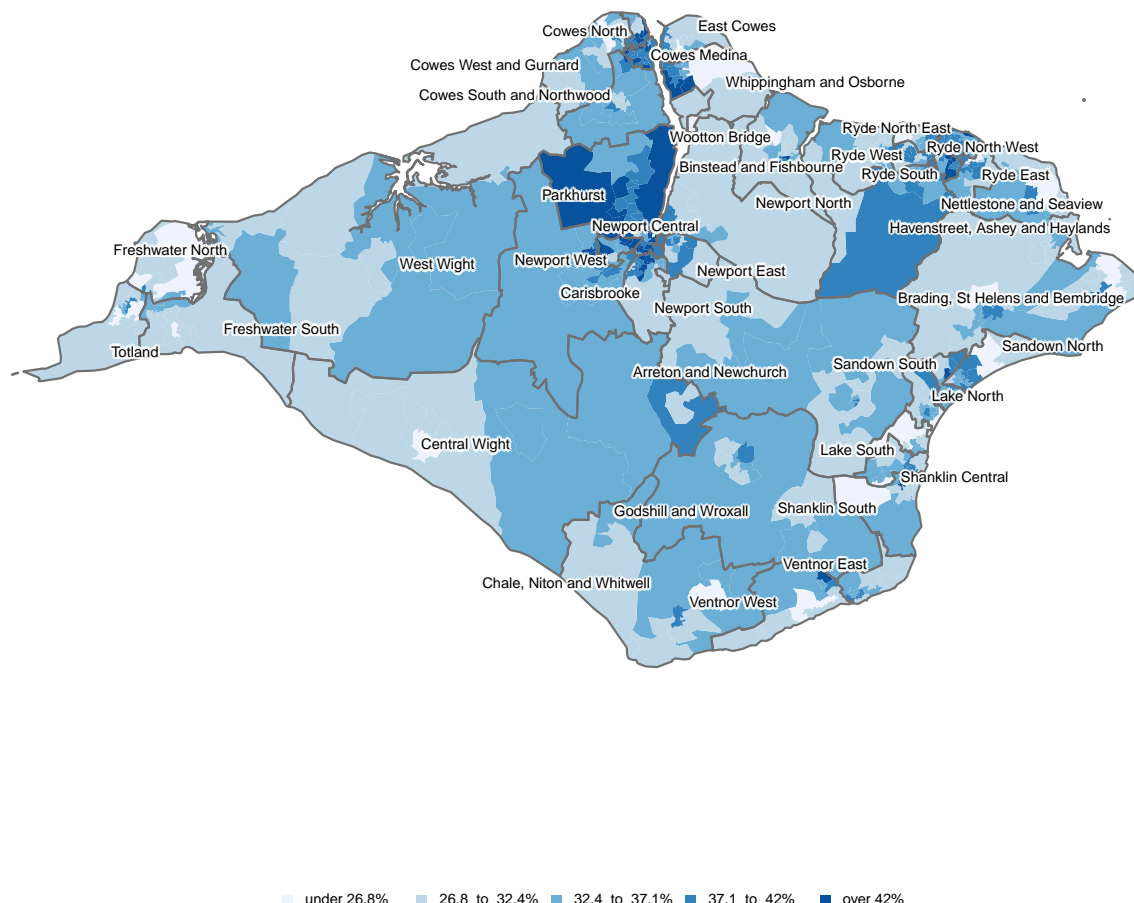 Cowes North
East Cowes
Cowes Medina
Cowes West and Gurnard
Whippingham and Osborne
Cowes South and Northwood
Ryde North East
Wootton Bridge
Ryde North West
Ryde West
Binstead and Fishbourne
Ryde South
Ryde East
Parkhurst
Newport North
Nettlestone and Seaview
Newport Central
Havenstreet, Ashey and Haylands
Freshwater North
West Wight
Newport West
Newport East
Carisbrooke
Brading, St Helens and Bembridge
Newport South
Freshwater South
Totland
Sandown North
Sandown South
Arreton and Newchurch
Lake North
Central Wight
Lake South
Shanklin Central
Godshill and Wroxall
Shanklin South
Ventnor East
Chale, Niton and Whitwell
Ventnor West
under 26.8% 26.8 to 32.4% 32.4 to 37.1% 37.1 to 42% over 42%